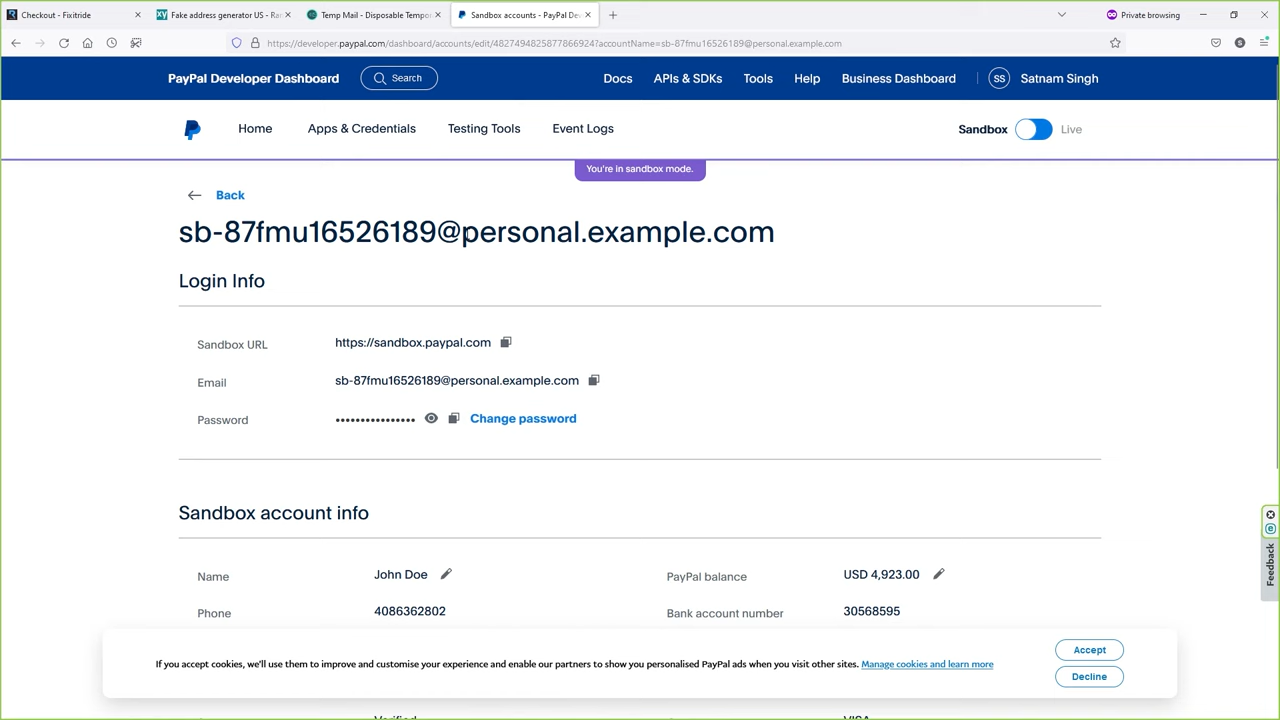 Checkout - Fixitride
Fake address generator US - Ra
Temp Mail - Disposable Tempor
Sandbox accounts - PayPal De
Private browsing
https://developer.paypal.com/dashboard/accounts/edit/4827494825877866924?accountName=sb-87fmu16526189@personal.example.com
PayPal Developer Dashboard
Search
Docs
APIs & SDKs
Tools
Help
Business Dashboard
SS
Satnam Singh
Home
Apps & Credentials
Testing Tools
Event Logs
Sandbox
Live
You're in sandbox mode.
Back
sb-87fmu16526189@personal.example.com
Login Info
Sandbox URL
https://sandbox.paypal.com
Email
sb-87fmu16526189@personal.example.com
Password
•••••••••••••••
Change password
Sandbox account info
Name
John Doe
PayPal balance
USD 4,923.00
Phone
4086362802
Bank account number
30568595
Feedback
If you accept cookies, we'll use them to improve and customise your experience and enable our partners to show you personalised PayPal ads when you visit other sites. Manage cookies and learn more
Accept
Decline
Verified
VISA